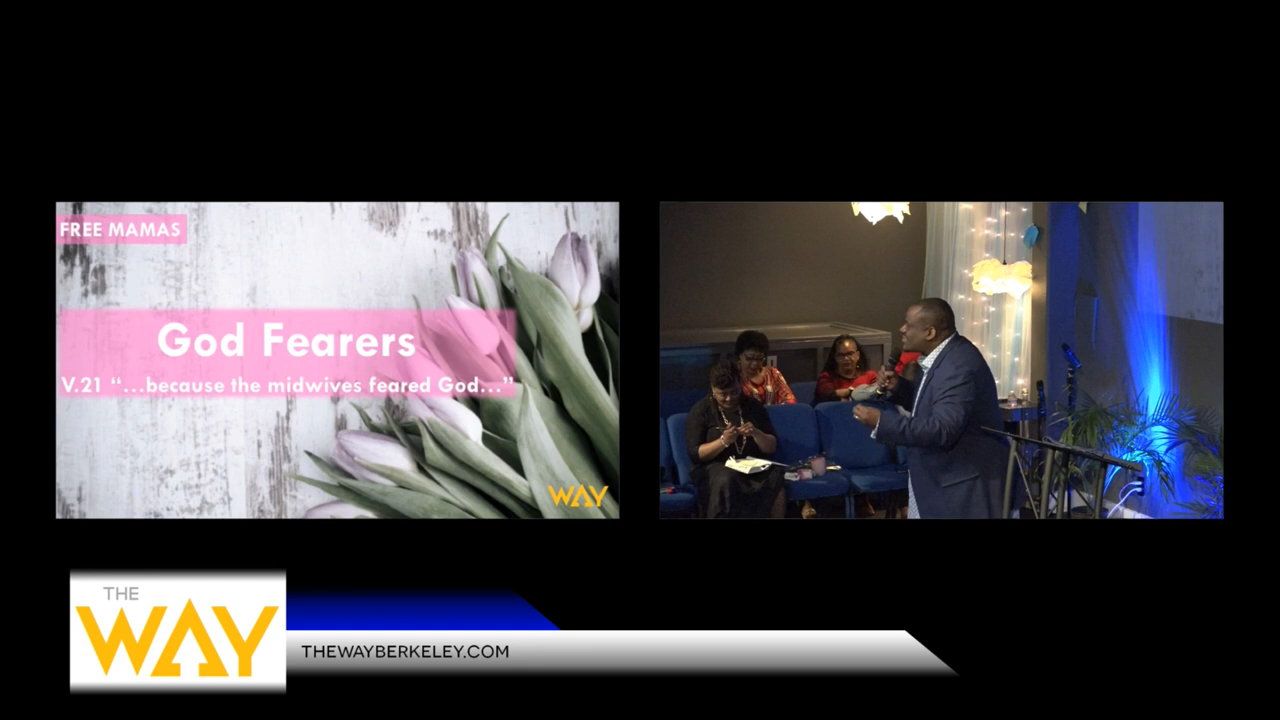 FREE MAMAS
God Fearers
V.21 “...because the midwives feared God...”
WAY
THE
WAY
THEWAYBERKELEY.COM